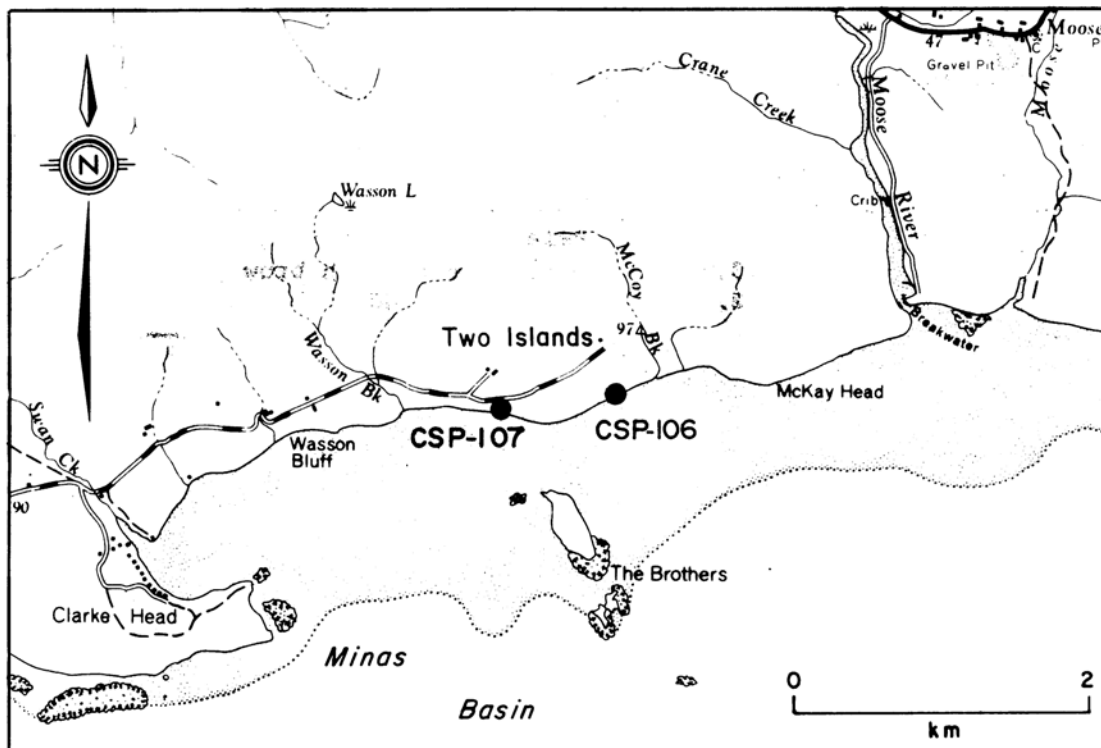 47
Moose
P
C
Gravel Pit
Crane
Creek
Moose
River
Moose
N
Wasson L
Crib
McCoy
Bk
97
Two Islands
Breakwater
Wasson
Bk
McKay Head
CSP-107
CSP-106
Swan
Ck
Wasson
Bluff
90
The Brothers
Clarke Head
Minas
Basin
0 2
km